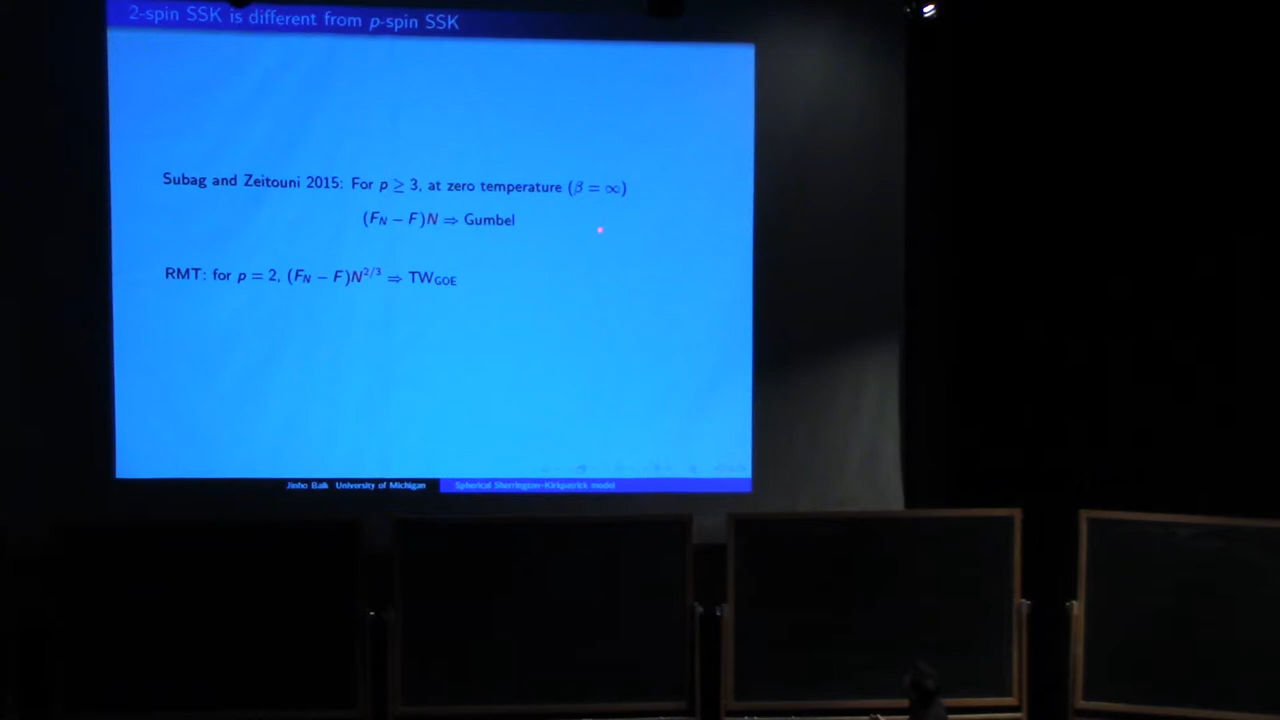 2-spin SSK is different from p-spin SSK
Subag and Zeitouni 2015: For p ≥ 3, at zero temperature (β = ∞)
(F_N − F)N ⇒ Gumbel
RMT: for p = 2, (F_N − F)N^{2/3} ⇒ TW_GOE
Jinho Baik University of Michigan
Spherical Sherrington-Kirkpatrick model